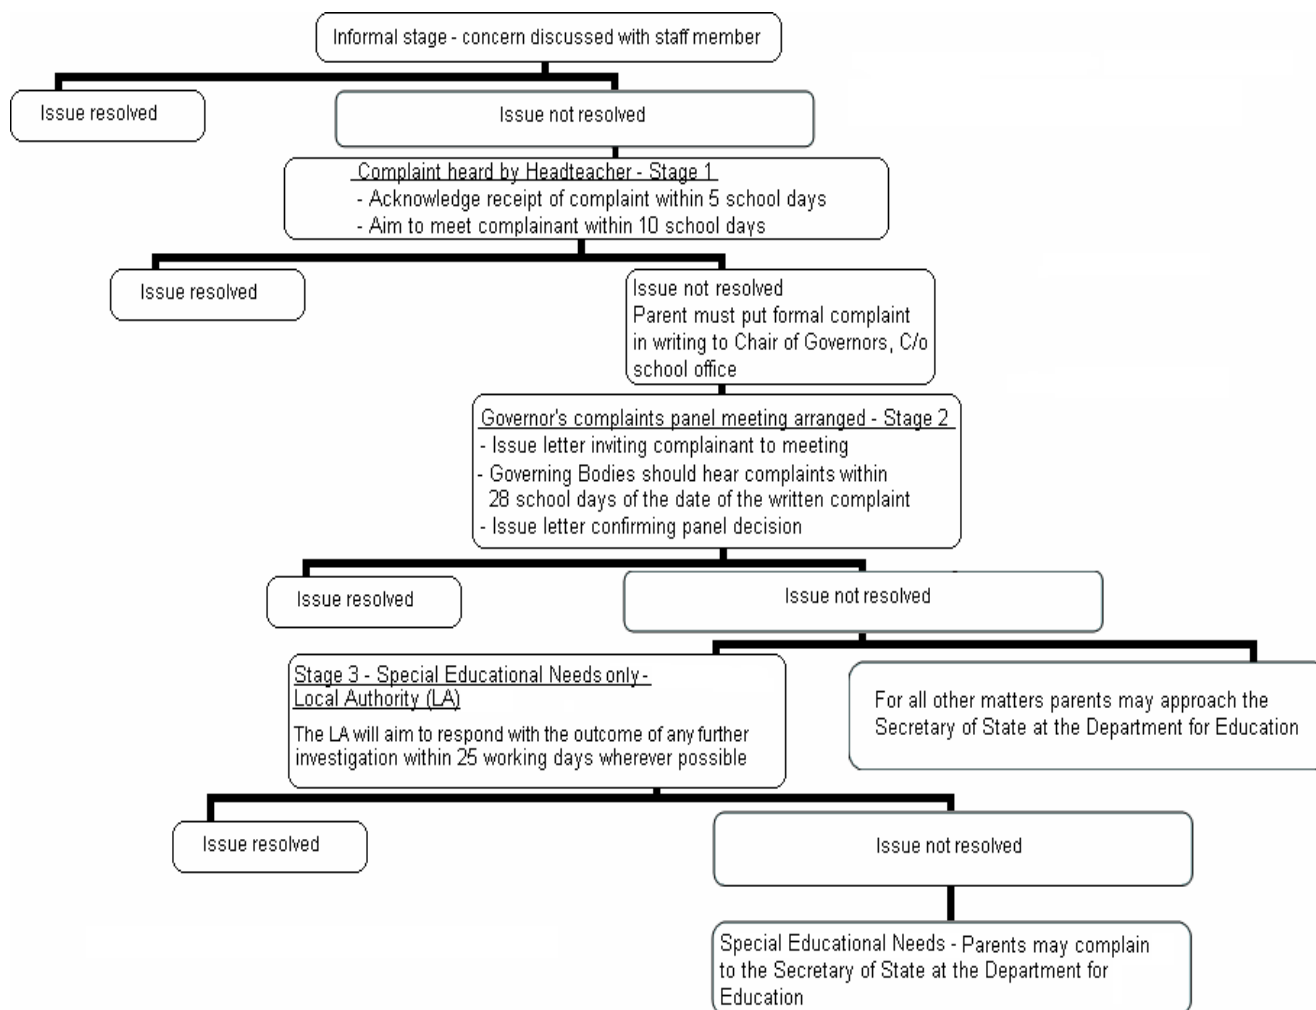 Informal stage - concern discussed with staff member
Issue resolved
Issue not resolved
Complaint heard by Headteacher - Stage 1
- Acknowledge receipt of complaint within 5 school days
- Aim to meet complainant within 10 school days
Issue resolved
Issue not resolved
Parent must put formal complaint
in writing to Chair of Governors, C/o
school office
Governor's complaints panel meeting arranged - Stage 2
- Issue letter inviting complainant to meeting
- Governing Bodies should hear complaints within
28 school days of the date of the written complaint
- Issue letter confirming panel decision
Issue resolved
Issue not resolved
Stage 3 - Special Educational Needs only -
Local Authority (LA)
The LA will aim to respond with the outcome of any further
investigation within 25 working days wherever possible
For all other matters parents may approach the
Secretary of State at the Department for Education
Issue resolved
Issue not resolved
Special Educational Needs - Parents may complain
to the Secretary of State at the Department for
Education